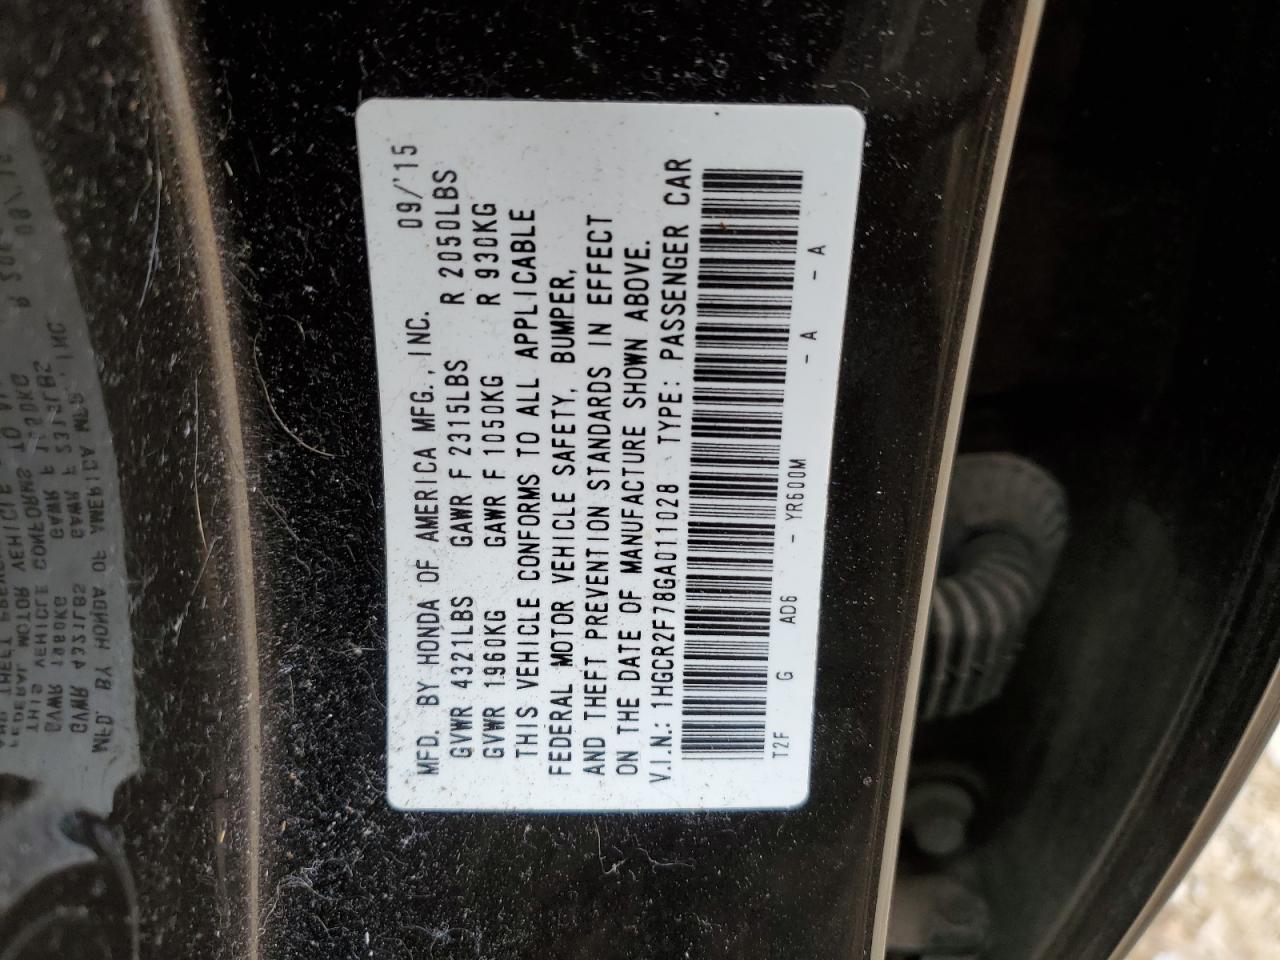 MFD. BY HONDA OF AMERICA MFG., INC. 09/'15
GVWR 4321LBS GAWR F 2315LBS R 2050LBS
GVWR 1960KG GAWR F 1050KG R 930KG
THIS VEHICLE CONFORMS TO ALL APPLICABLE
FEDERAL MOTOR VEHICLE SAFETY, BUMPER,
AND THEFT PREVENTION STANDARDS IN EFFECT
ON THE DATE OF MANUFACTURE SHOWN ABOVE.
V.I.N.: 1HGCR2F78GA011028 TYPE: PASSENGER CAR
T2F G AD6 - YR600M - A - A